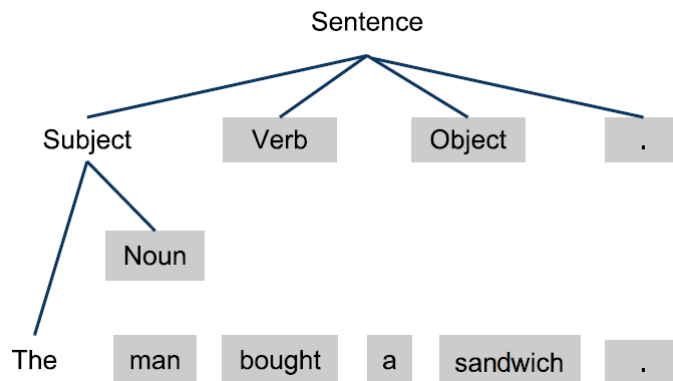 Sentence
Subject Verb Object .
Noun
The man bought a sandwich .